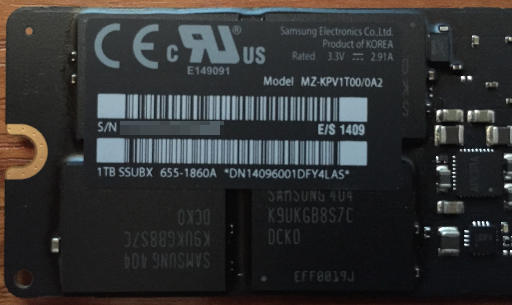 CE c RU US
E149091
Samsung Electronics Co.Ltd.
Product of KOREA
Rated 3.3V ⎓ 2.91A
Model MZ-KPV1T00/0A2
S/N
E/S 1409
1TB SSUBX 655-1860A *DN14096001DFY4LAS*
SAMSUNG 404
K9UKGB8S7C
DCK0
SAMSUNG 404
K9UKGB8S7C
DCK0
EFF0019J